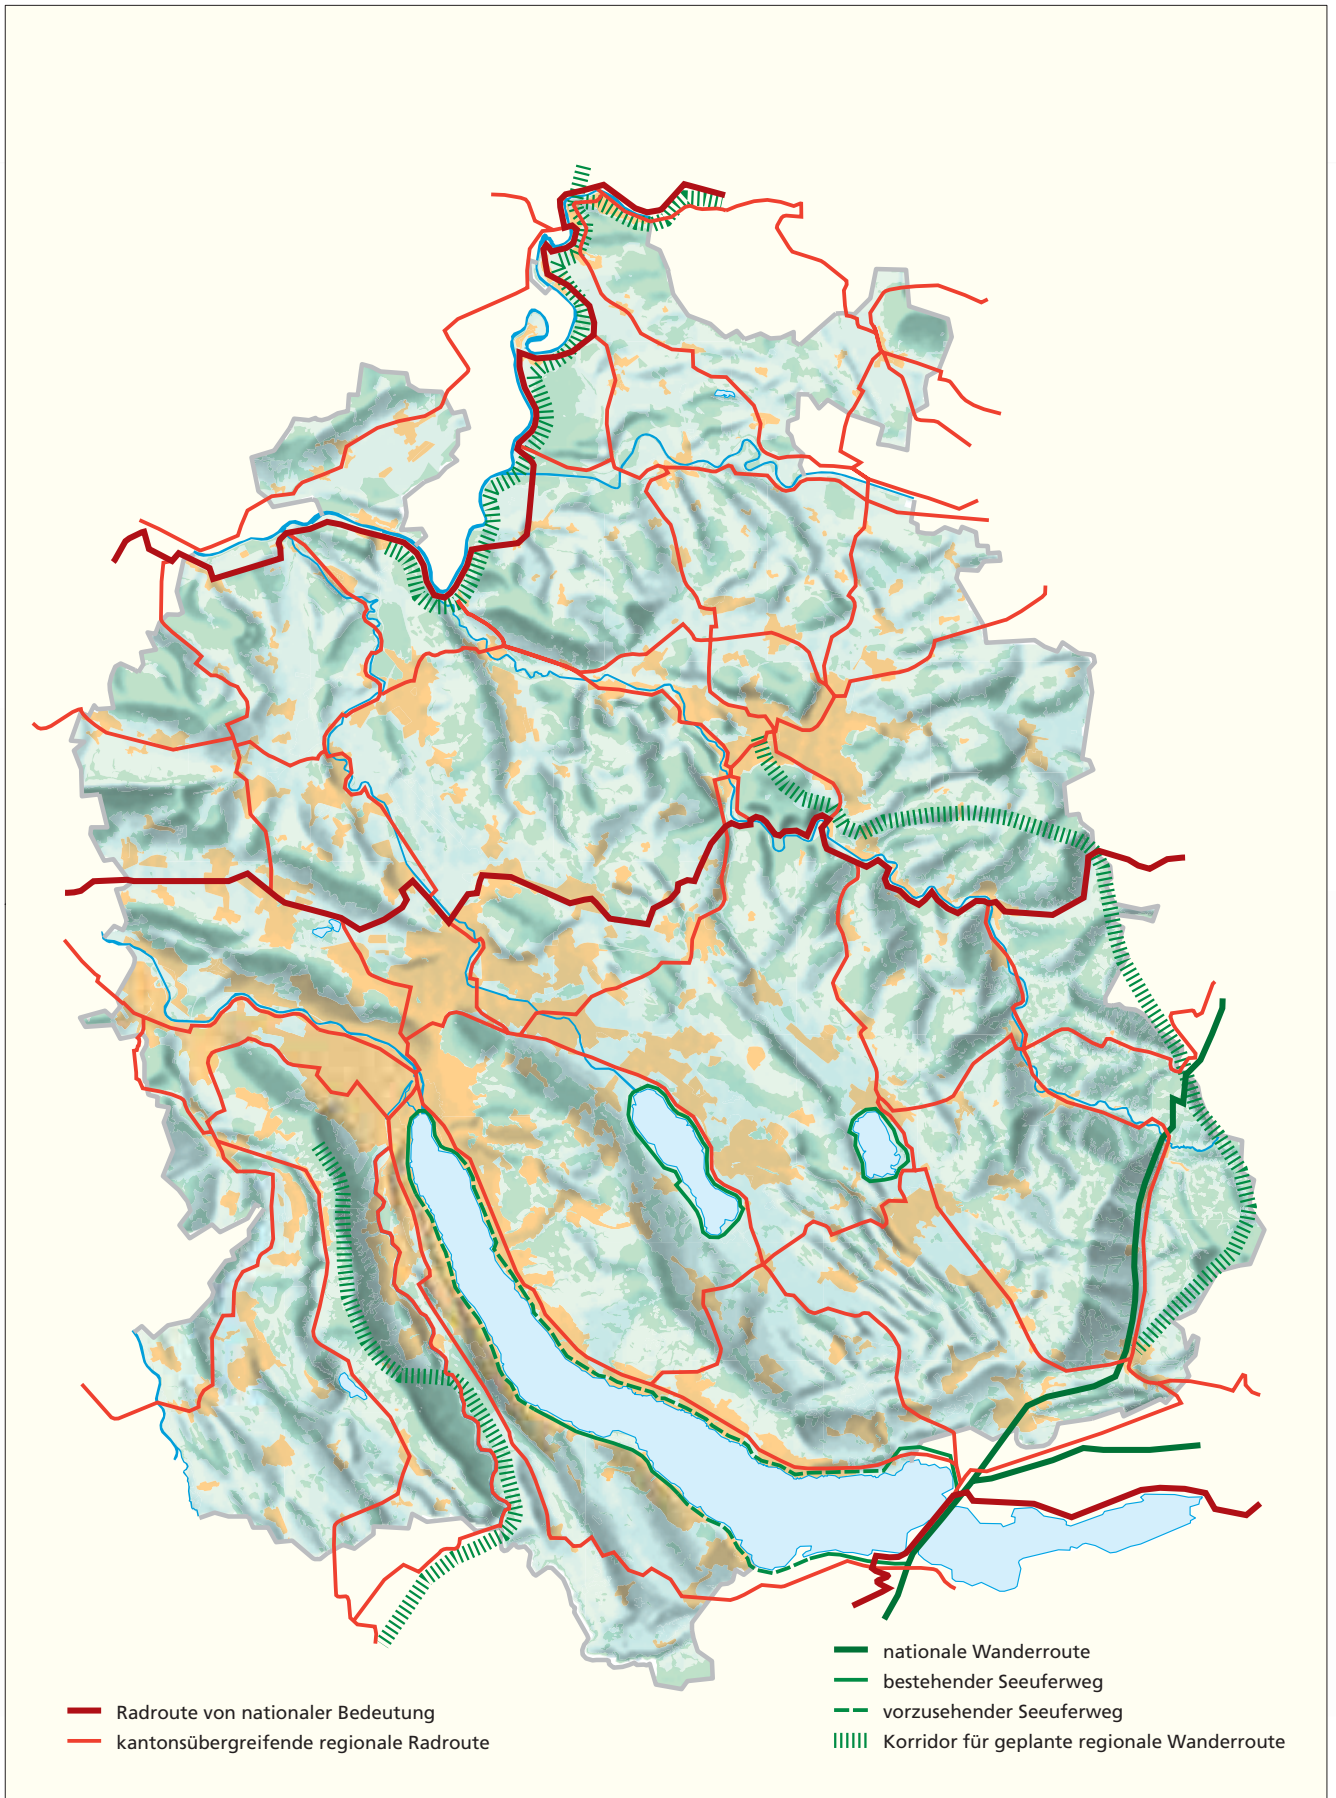 Radroute von nationaler Bedeutung
kantonsübergreifende regionale Radroute
nationale Wanderroute
bestehender Seeuferweg
vorzusehender Seeuferweg
Korridor für geplante regionale Wanderroute